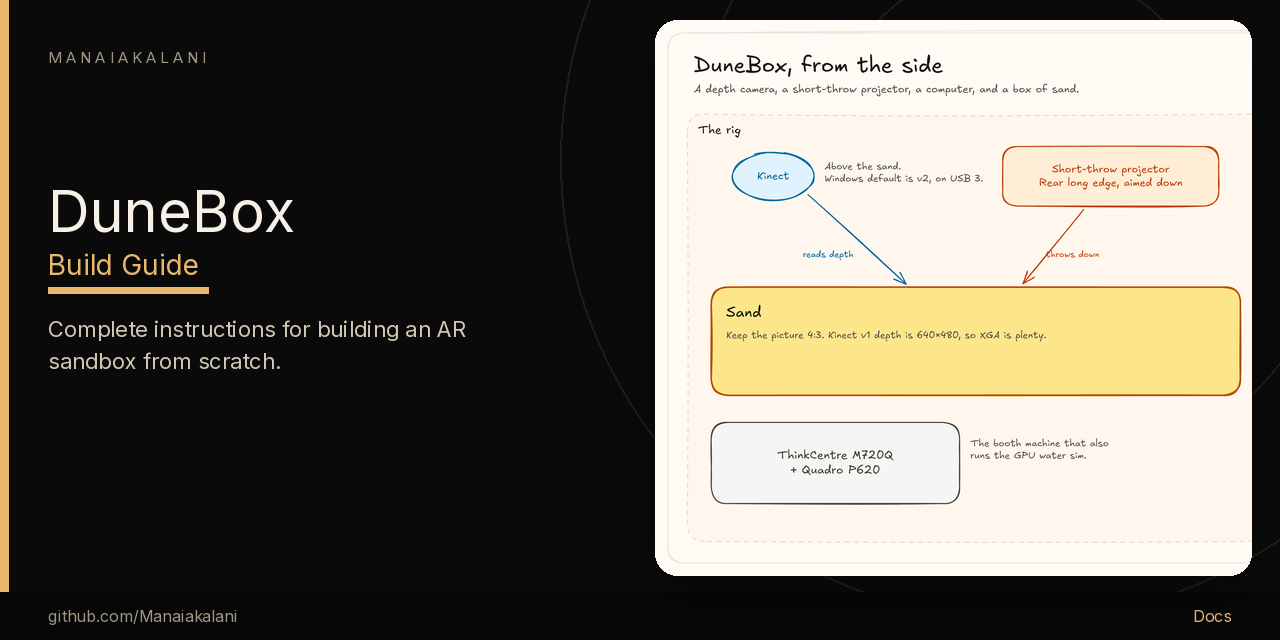 MANAIAKALANI
DuneBox
Build Guide
Complete instructions for building an AR
sandbox from scratch.
github.com/Manaiakalani
Docs
DuneBox, from the side
A depth camera, a short-throw projector, a computer, and a box of sand.
The rig
Kinect
Above the sand.
Windows default is v2, on USB 3.
Short-throw projector
Rear long edge, aimed down
reads depth
throws down
Sand
Keep the picture 4:3. Kinect v1 depth is 640×480, so XGA is plenty.
ThinkCentre M720Q
+ Quadro P620
The booth machine that also
runs the GPU water sim.